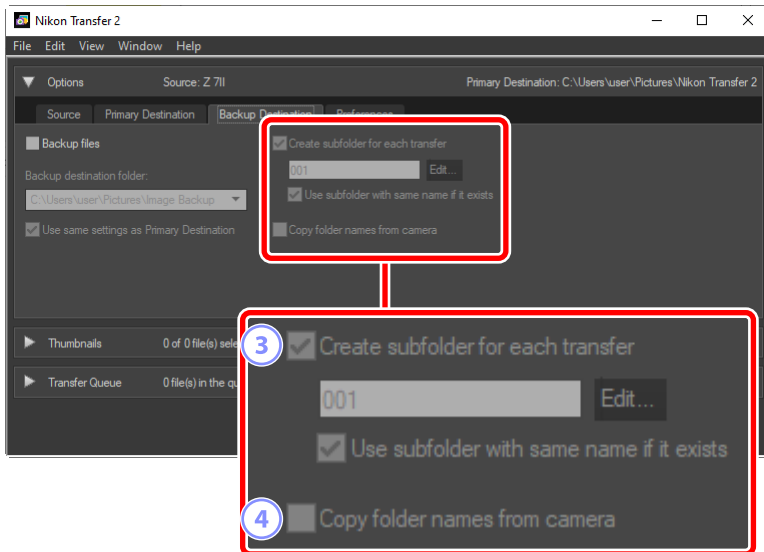 Nikon Transfer 2
File Edit View Window Help
Options Source: Z 7II Primary Destination: C:\Users\user\Pictures\Nikon Transfer 2
Source Primary Destination Backup Destination Preferences
Backup files
Create subfolder for each transfer
001 Edit...
Backup destination folder:
Use subfolder with same name if it exists
C:\Users\user\Pictures\Image Backup
Use same settings as Primary Destination
Copy folder names from camera
Thumbnails 0 of 0 file(s) sele
Transfer Queue 0 file(s) in the qu
3 Create subfolder for each transfer
001 Edit...
Use subfolder with same name if it exists
4 Copy folder names from camera